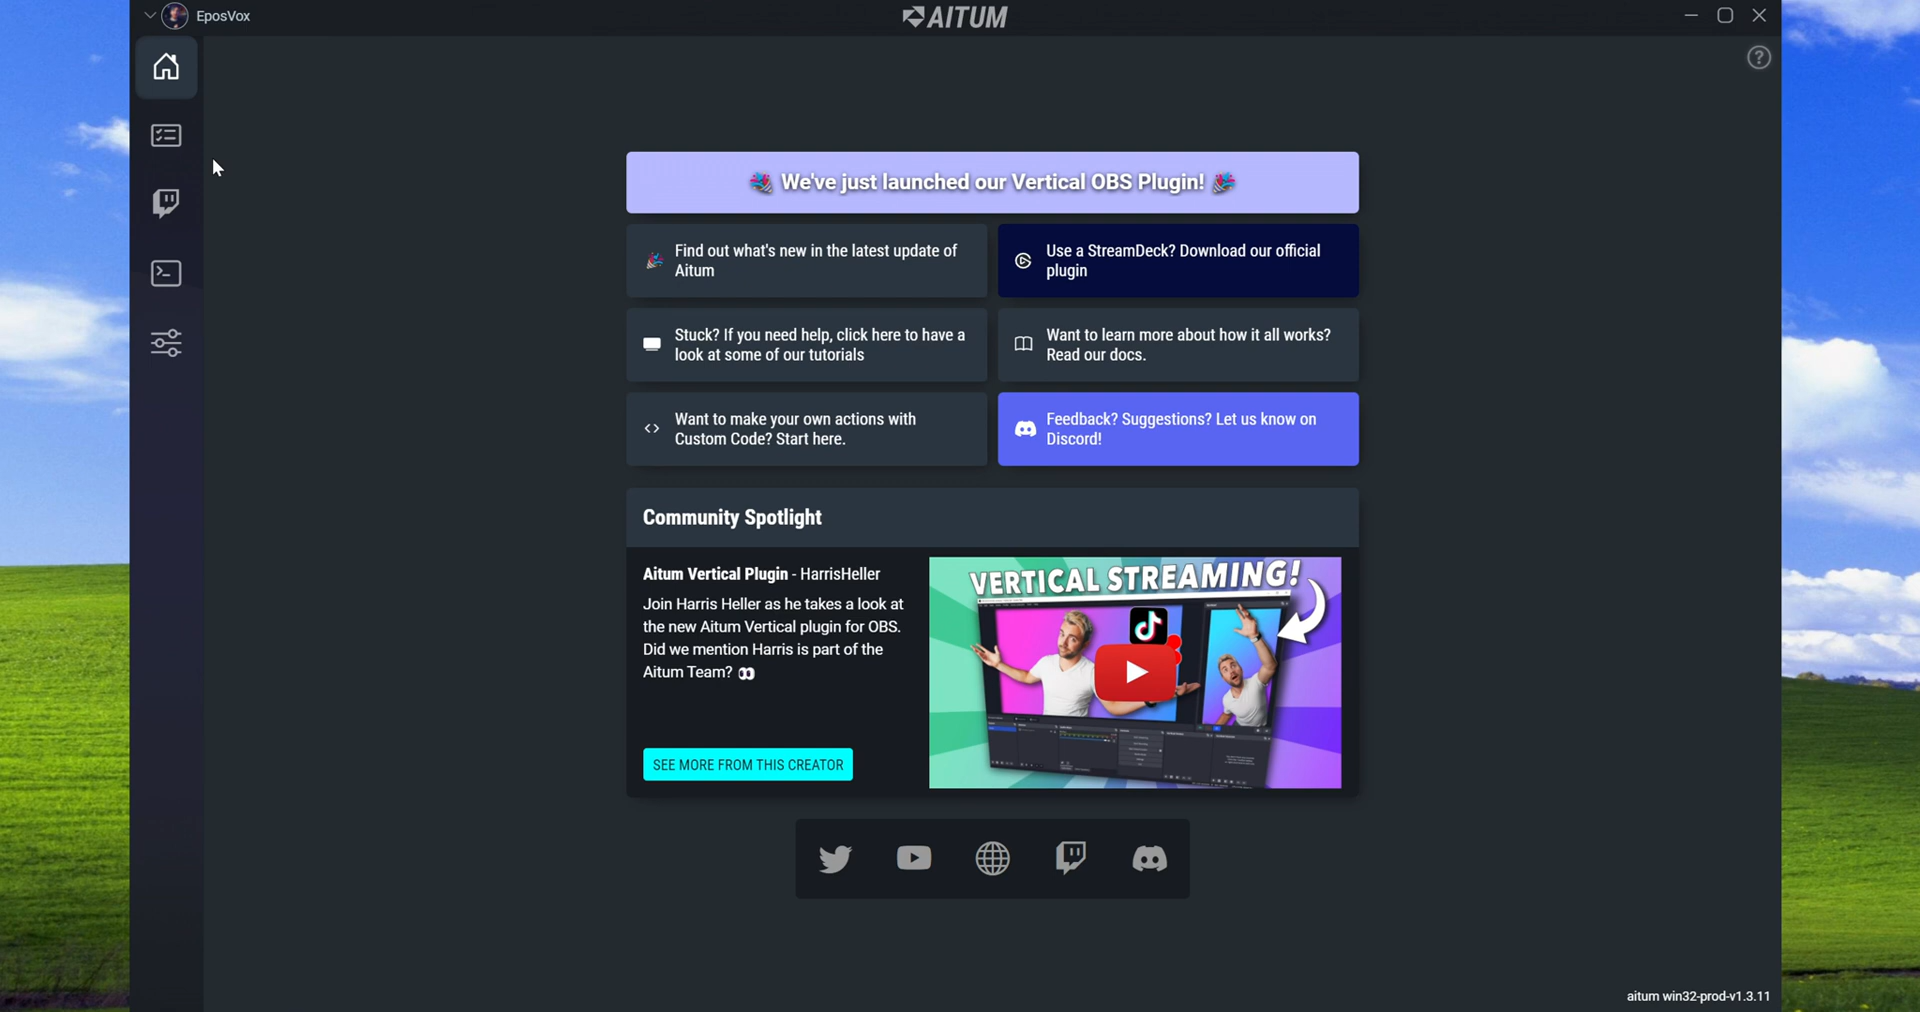 EposVox
AITUM
We've just launched our Vertical OBS Plugin!
Find out what's new in the latest update of
Aitum
Use a StreamDeck? Download our official
plugin
Stuck? If you need help, click here to have a
look at some of our tutorials
Want to learn more about how it all works?
Read our docs.
Want to make your own actions with
Custom Code? Start here.
Feedback? Suggestions? Let us know on
Discord!
Community Spotlight
Aitum Vertical Plugin - HarrisHeller
Join Harris Heller as he takes a look at
the new Aitum Vertical plugin for OBS.
Did we mention Harris is part of the
Aitum Team?
SEE MORE FROM THIS CREATOR
VERTICAL STREAMING!
aitum win32-prod-v1.3.11